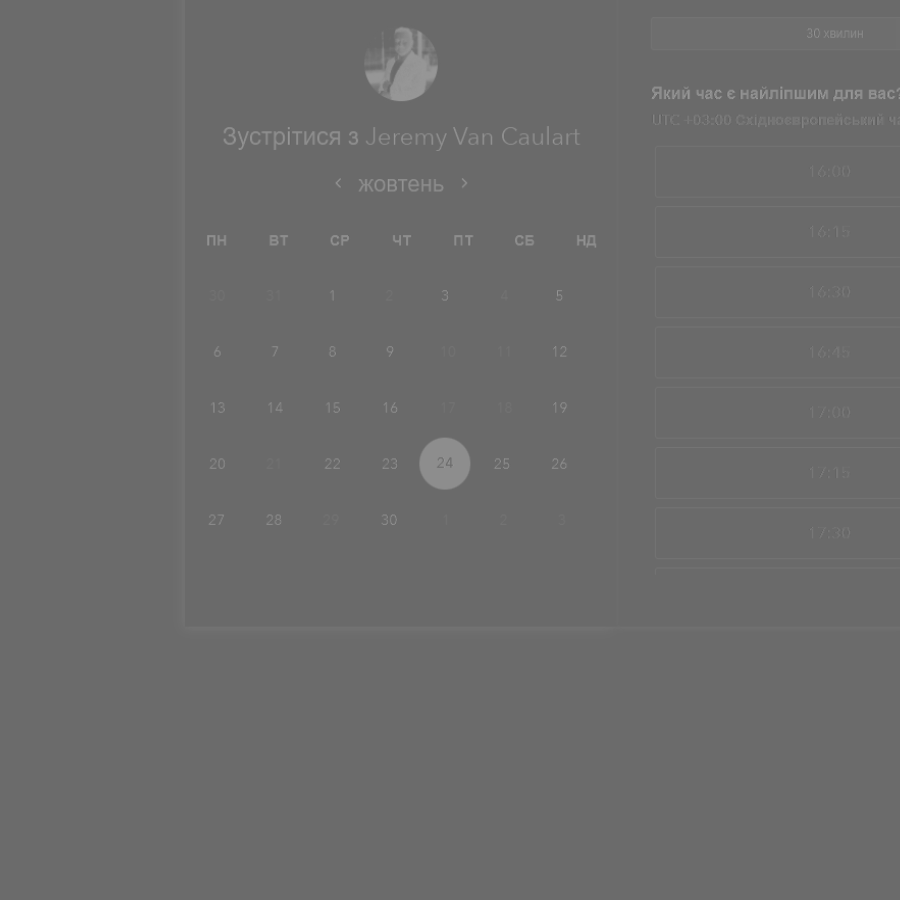 Зустрітися з Jeremy Van Caulart
жовтень
ПН ВТ СР ЧТ ПТ СБ НД
30 31 1 2 3 4 5
6 7 8 9 10 11 12
13 14 15 16 17 18 19
20 21 22 23 24 25 26
27 28 29 30 1 2 3
30 хвилин
Який час є найліпшим для вас?
UTC +03:00 Східноєвропейський
16:00
16:15
16:30
16:45
17:00
17:15
17:30